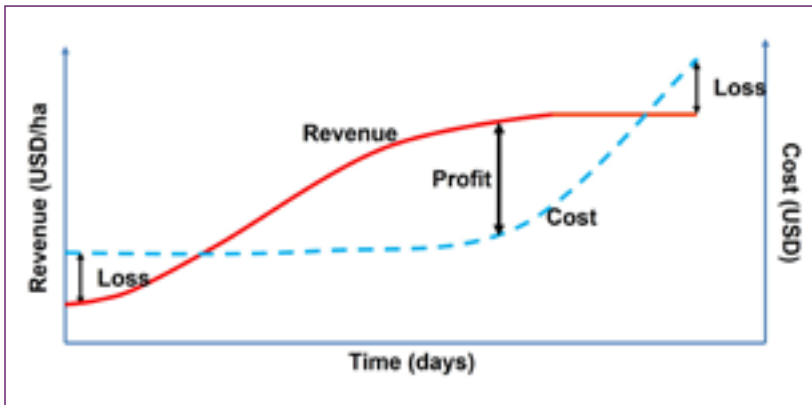 Revenue (USD/ha)
Revenue
Loss
Profit
Cost
Loss
Cost (USD)
Time (days)